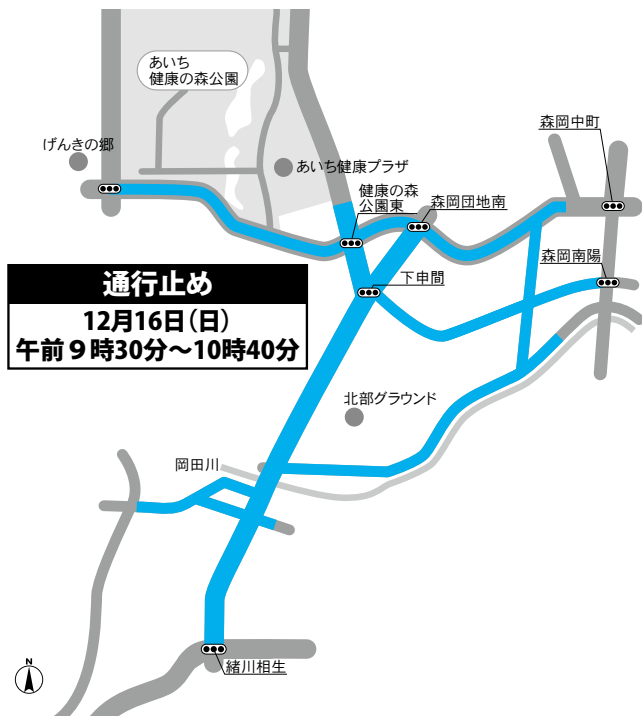 あいち
健康の森公園
森岡中町
げんきの郷
あいち健康プラザ
健康の森
公園東
森岡団地南
森岡南陽
通行止め
下申間
12月16日（日）
午前９時30分～10時40分
北部グラウンド
岡田川
緒川相生
N